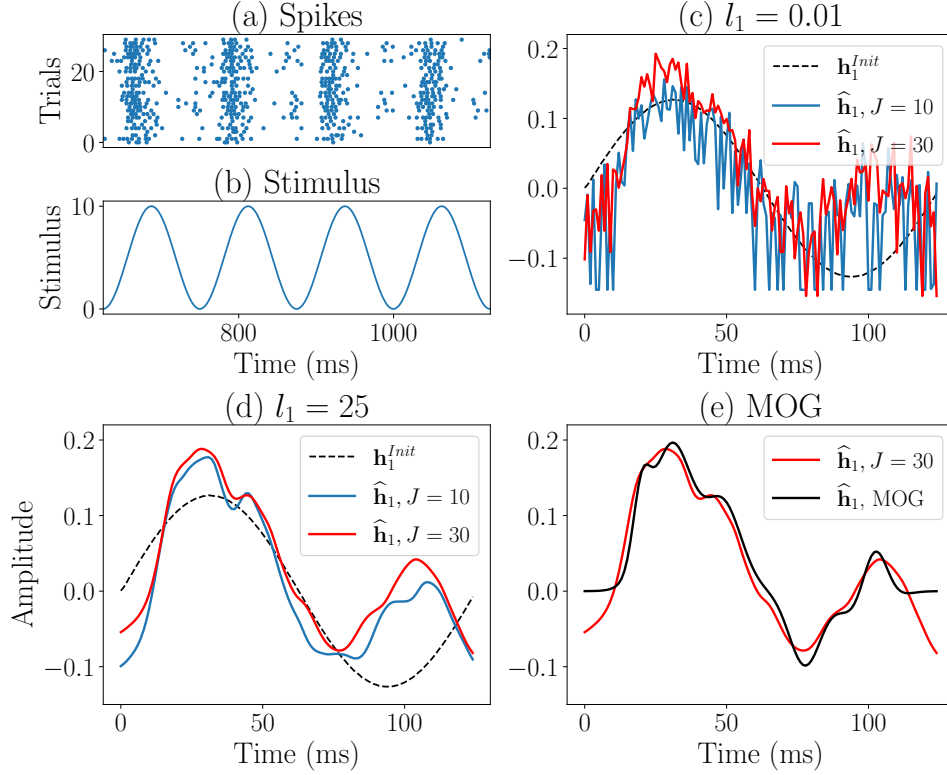 (a) Spikes
Trials
20
0
(b) Stimulus
Stimulus
10
0
800
1000
Time (ms)
(c) l₁ = 0.01
0.2
0.1
0.0
−0.1
0
50
100
Time (ms)
h₁ᴵⁿⁱᵗ
ĥ₁, J = 10
ĥ₁, J = 30
(d) l₁ = 25
Amplitude
0.2
0.1
0.0
−0.1
0
50
100
Time (ms)
h₁ᴵⁿⁱᵗ
ĥ₁, J = 10
ĥ₁, J = 30
(e) MOG
0.2
0.1
0.0
−0.1
0
50
100
Time (ms)
ĥ₁, J = 30
ĥ₁, MOG